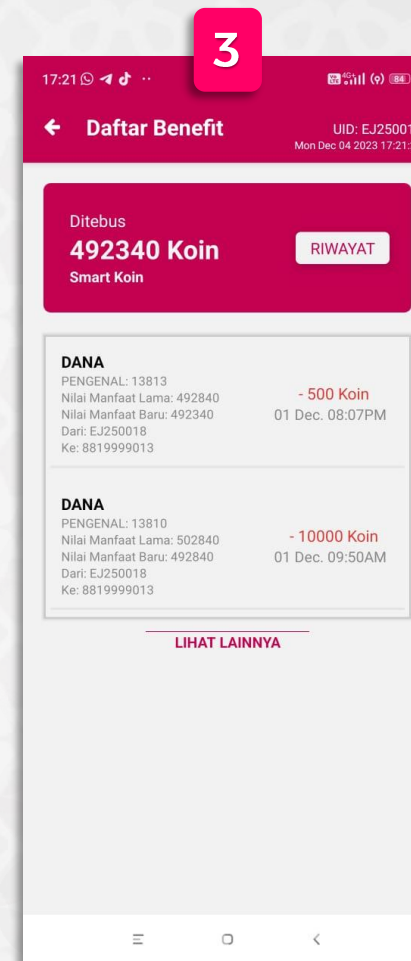 3
17:21
84
Daftar Benefit
UID: EJ25001
Mon Dec 04 2023 17:21:
Ditebus
492340 Koin
RIWAYAT
Smart Koin
DANA
PENGENAL: 13813
Nilai Manfaat Lama: 492840
- 500 Koin
Nilai Manfaat Baru: 492340
01 Dec. 08:07PM
Dari: EJ250018
Ke: 8819999013
DANA
PENGENAL: 13810
Nilai Manfaat Lama: 502840
- 10000 Koin
Nilai Manfaat Baru: 492840
01 Dec. 09:50AM
Dari: EJ250018
Ke: 8819999013
LIHAT LAINNYA